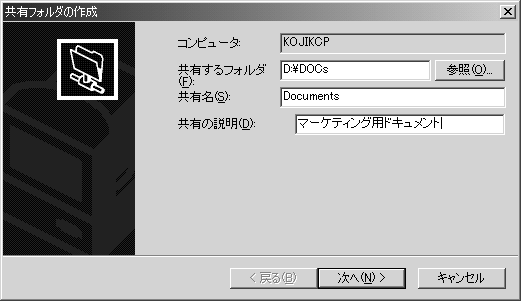 共有フォルダの作成
コンピュータ: KOJIKCP
共有するフォルダ(F): D:¥DOCs 参照(O)...
共有名(S): Documents
共有の説明(D): マーケティング用ドキュメント
< 戻る(B) 次へ(N) > キャンセル